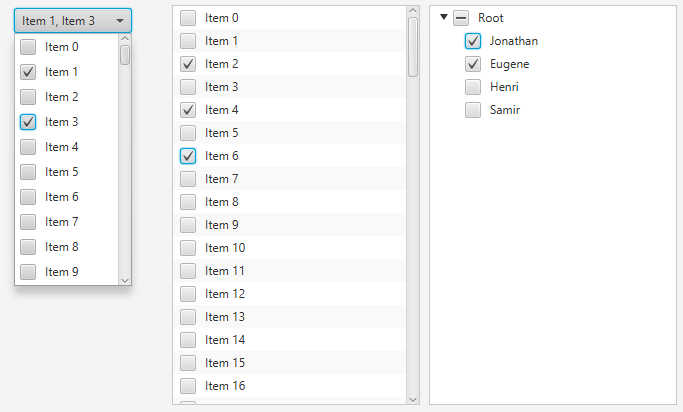 Item 1, Item 3
Item 0
Item 1
Item 2
Item 3
Item 4
Item 5
Item 6
Item 7
Item 8
Item 9
Item 0
Item 1
Item 2
Item 3
Item 4
Item 5
Item 6
Item 7
Item 8
Item 9
Item 10
Item 11
Item 12
Item 13
Item 14
Item 15
Item 16
Root
Jonathan
Eugene
Henri
Samir